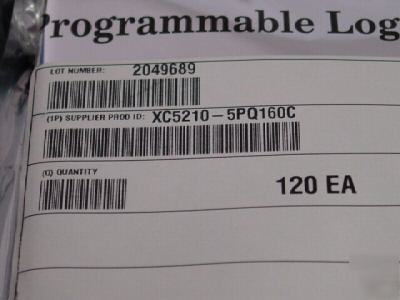 Programmable Log
LOT NUMBER: 2049689
(1P) SUPPLIER PROD ID: XC5210-5PQ160C
(Q) QUANTITY
120 EA